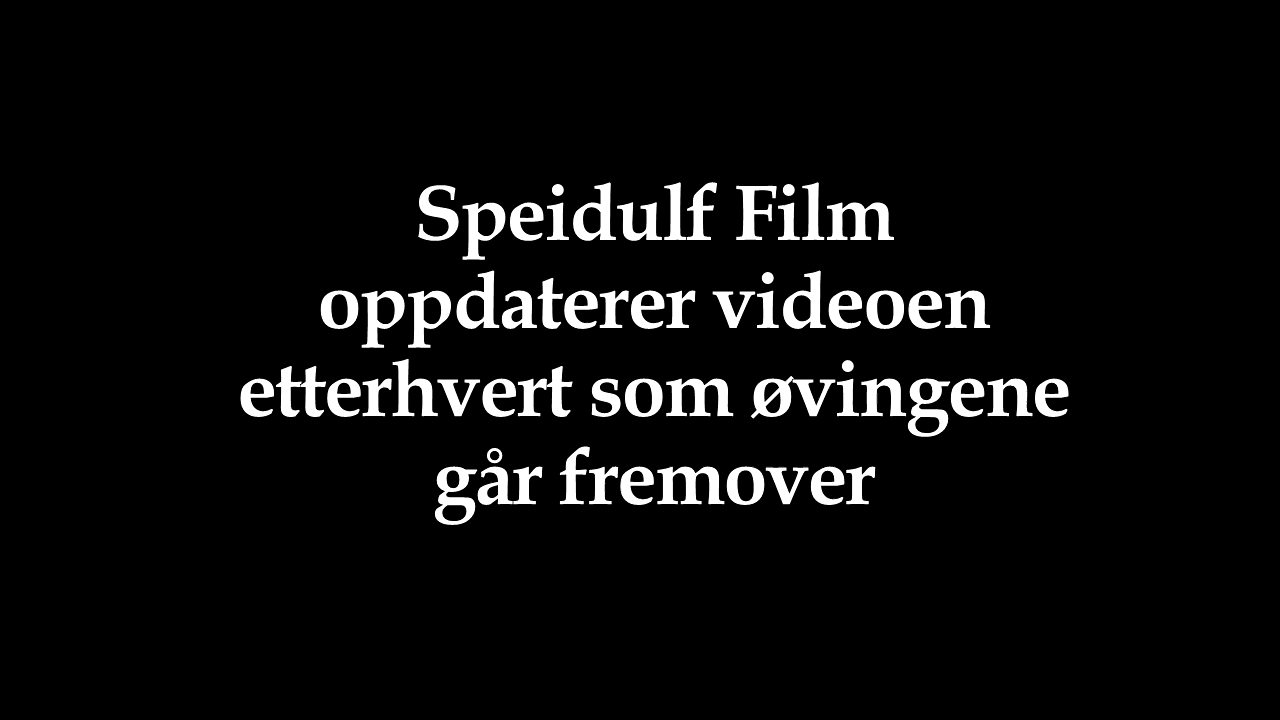 Speidulf Film
oppdaterer videoen
etterhvert som øvingene
går fremover